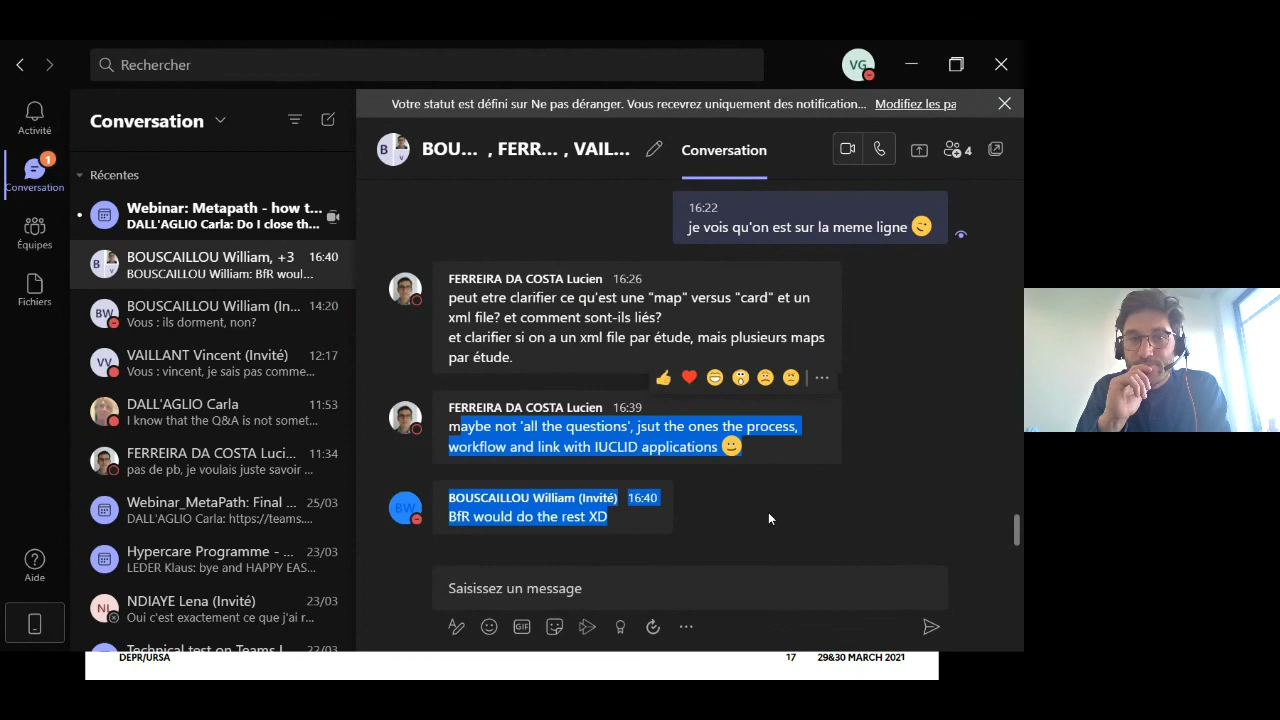 Rechercher
VG
Activité
1
Conversation
Équipes
Fichiers
Aide
Conversation
Récentes
Webinar: Metapath - how t...
DALL'AGLIO Carla: Do I close th...
B
BOUSCAILLOU William, +3
16:40
BOUSCAILLOU William: BfR woul...
BW
BOUSCAILLOU William (In...
14:20
Vous : ils dorment, non?
VV
VAILLANT Vincent (Invité)
12:17
Vous : vincent, je sais pas comme...
DALL'AGLIO Carla
11:53
I know that the Q&A is not somet...
FERREIRA DA COSTA Luci...
11:34
pas de pb, je voulais juste savoir ...
Webinar_MetaPath: Final ...
25/03
DALL'AGLIO Carla: https://teams...
Hypercare Programme - ...
23/03
LEDER Klaus: bye and HAPPY EAS...
NL
NDIAYE Lena (Invité)
23/03
Oui c'est exactement ce que j'ai r...
Technical test on Teams I...
22/03
Votre statut est défini sur Ne pas déranger. Vous recevrez uniquement des notification...
Modifiez les pa
B
V
BOU... , FERR... , VAIL...
Conversation
4
16:22
je vois qu'on est sur la meme ligne 😉
FERREIRA DA COSTA Lucien 16:26
peut etre clarifier ce qu'est une "map" versus "card" et un
xml file? et comment sont-ils liés?
et clarifier si on a un xml file par étude, mais plusieurs maps
par étude.
FERREIRA DA COSTA Lucien 16:39
maybe not 'all the questions', jsut the ones the process,
workflow and link with IUCLID applications 🙂
BW
BOUSCAILLOU William (Invité) 16:40
BfR would do the rest XD
Saisissez un message
GIF
DEPR/URSA
17
29&30 MARCH 2021